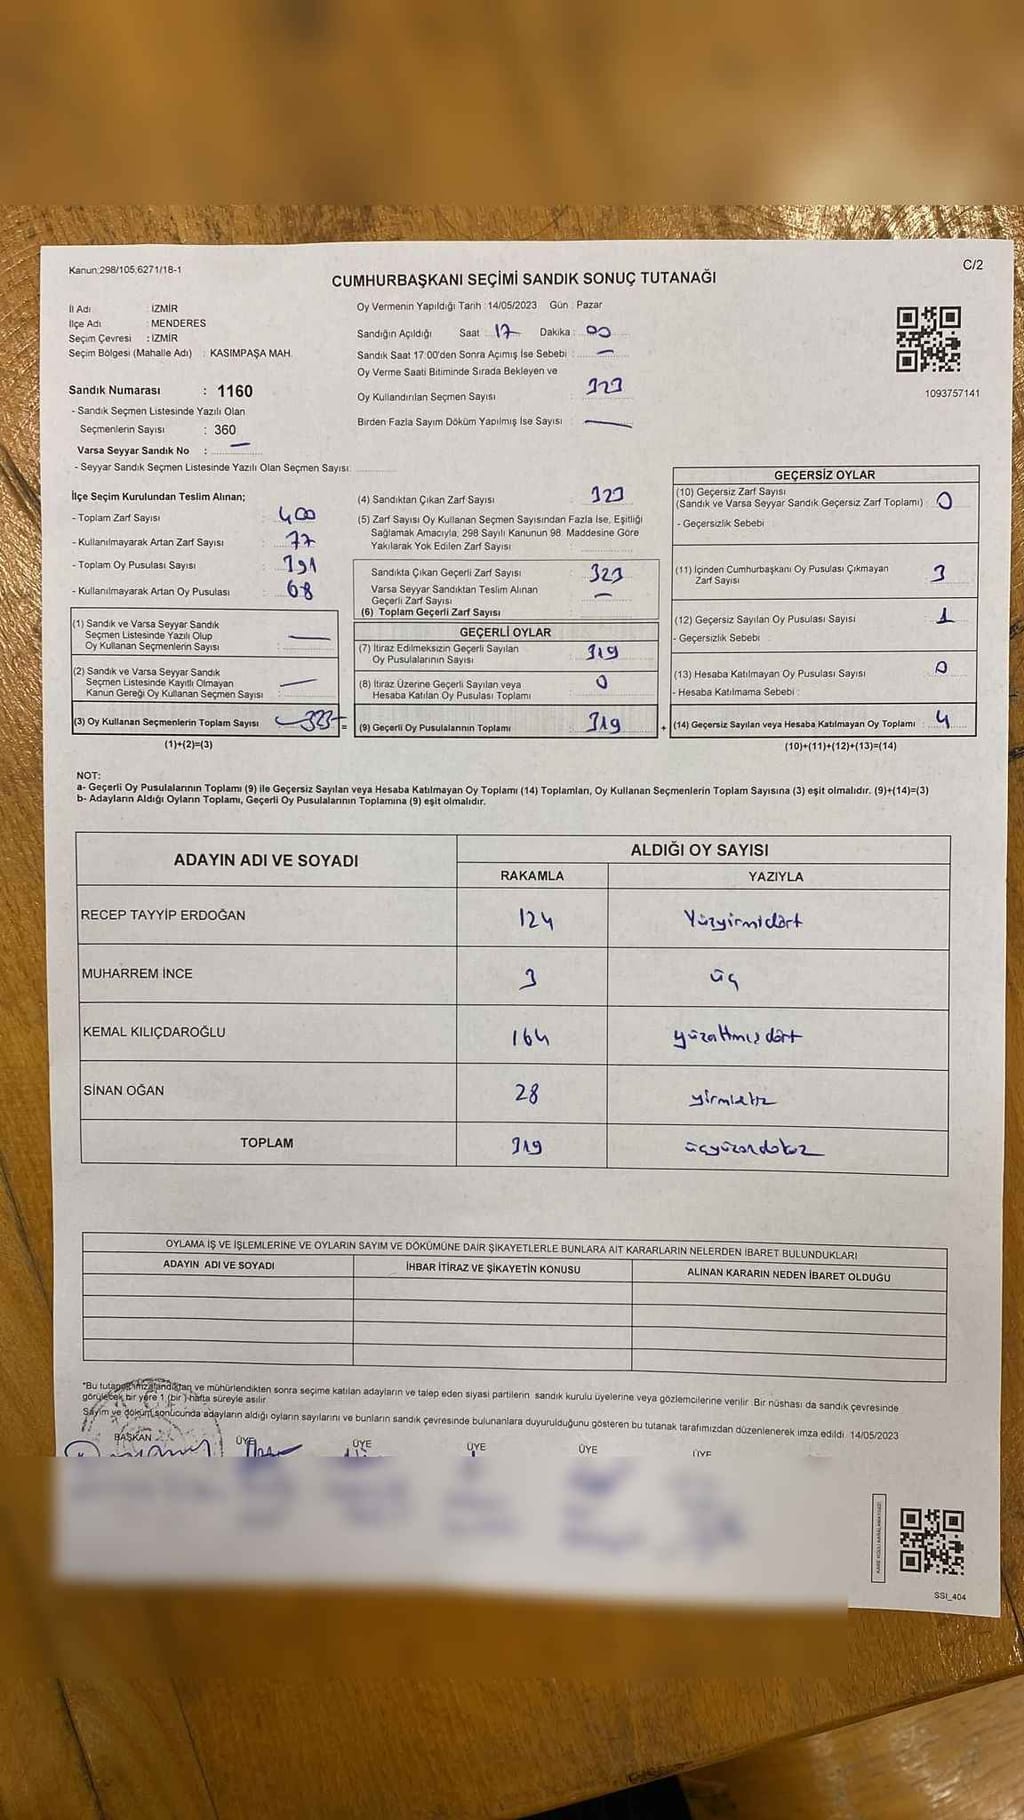 Kanun:298/105,6271/18-1
C/2
CUMHURBAŞKANI SEÇİMİ SANDIK SONUÇ TUTANAĞI
İl Adı : İZMİR
İlçe Adı : MENDERES
Seçim Çevresi : İZMİR
Seçim Bölgesi (Mahalle Adı) : KASIMPAŞA MAH.
Oy Vermenin Yapıldığı Tarih :14/05/2023 Gün : Pazar
Sandığın Açıldığı Saat : 17 Dakika : 00
Sandık Saat 17:00'den Sonra Açımış İse Sebebi : —
Oy Verme Saati Bitiminde Sırada Bekleyen ve
Oy Kullandırılan Seçmen Sayısı : 323
Birden Fazla Sayım Döküm Yapılmış İse Sayısı : —
1093757141
Sandık Numarası : 1160
- Sandık Seçmen Listesinde Yazılı Olan
Seçmenlerin Sayısı : 360
Varsa Seyyar Sandık No : —
- Seyyar Sandık Seçmen Listesinde Yazılı Olan Seçmen Sayısı:
İlçe Seçim Kurulundan Teslim Alınan;
- Toplam Zarf Sayısı : 400
- Kullanılmayarak Artan Zarf Sayısı : 77
- Toplam Oy Pusulası Sayısı : 391
- Kullanılmayarak Artan Oy Pusulası : 68
(1) Sandık ve Varsa Seyyar Sandık
Seçmen Listesinde Yazılı Olup
Oy Kullanan Seçmenlerin Sayısı : —
(2) Sandık ve Varsa Seyyar Sandık
Seçmen Listesinde Kayıtlı Olmayan
Kanun Gereği Oy Kullanan Seçmen Sayısı : —
(3) Oy Kullanan Seçmenlerin Toplam Sayısı : 323 =
(1)+(2)=(3)
(4) Sandıktan Çıkan Zarf Sayısı : 323
(5) Zarf Sayısı Oy Kullanan Seçmen Sayısından Fazla İse, Eşitliği
Sağlamak Amacıyla; 298 Sayılı Kanunun 98. Maddesine Göre
Yakılarak Yok Edilen Zarf Sayısı :
Sandıkta Çıkan Geçerli Zarf Sayısı : 323
Varsa Seyyar Sandıktan Teslim Alınan
Geçerli Zarf Sayısı : —
(6) Toplam Geçerli Zarf Sayısı :
GEÇERLİ OYLAR
(7) İtiraz Edilmeksizin Geçerli Sayılan
Oy Pusulalarının Sayısı : 319
(8) İtiraz Üzerine Geçerli Sayılan veya
Hesaba Katılan Oy Pusulası Toplamı : 0
(9) Geçerli Oy Pusulalarının Toplamı : 319 +
GEÇERSİZ OYLAR
(10) Geçersiz Zarf Sayısı
(Sandık ve Varsa Seyyar Sandık Geçersiz Zarf Toplamı) : 0
- Geçersizlik Sebebi :
(11) İçinden Cumhurbaşkanı Oy Pusulası Çıkmayan
Zarf Sayısı : 3
(12) Geçersiz Sayılan Oy Pusulası Sayısı : 1
- Geçersizlik Sebebi :
(13) Hesaba Katılmayan Oy Pusulası Sayısı : 0
- Hesaba Katılmama Sebebi :
(14) Geçersiz Sayılan veya Hesaba Katılmayan Oy Toplamı : 4
(10)+(11)+(12)+(13)=(14)
NOT:
a- Geçerli Oy Pusulalarının Toplamı (9) ile Geçersiz Sayılan veya Hesaba Katılmayan Oy Toplamı (14) Toplamları, Oy Kullanan Seçmenlerin Toplam Sayısına (3) eşit olmalıdır. (9)+(14)=(3)
b- Adayların Aldığı Oyların Toplamı, Geçerli Oy Pusulalarının Toplamına (9) eşit olmalıdır.
ADAYIN ADI VE SOYADI
ALDIĞI OY SAYISI
RAKAMLA YAZIYLA
RECEP TAYYİP ERDOĞAN 124 Yüzyirmidört
MUHARREM İNCE 3 üç
KEMAL KILIÇDAROĞLU 164 yüzaltmışdört
SİNAN OĞAN 28
TOPLAM 319 üçyüzondokuz
OYLAMA İŞ VE İŞLEMLERİNE VE OYLARIN SAYIM VE DÖKÜMÜNE DAİR ŞİKAYETLERLE BUNLARA AİT KARARLARIN NELERDEN İBARET BULUNDUKLARI
ADAYIN ADI VE SOYADI İHBAR İTİRAZ VE ŞİKAYETİN KONUSU ALINAN KARARIN NEDEN İBARET OLDUĞU
*Bu tutanak imzalandıktan ve mühürlendikten sonra seçime katılan adayların ve talep eden siyasi partilerin sandık kurulu üyelerine veya gözlemcilerine verilir. Bir nüshası da sandık çevresinde
görülecek bir yere 1 (bir) hafta süreyle asılır.
Sayım ve döküm sonucunda adayların aldığı oyların sayılarını ve bunların sandık çevresinde bulunanlara duyurulduğunu gösteren bu tutanak tarafımızdan düzenlenerek imza edildi. 14/05/2023
BAŞKAN ÜYE ÜYE ÜYE ÜYE ÜYE
SSI_404